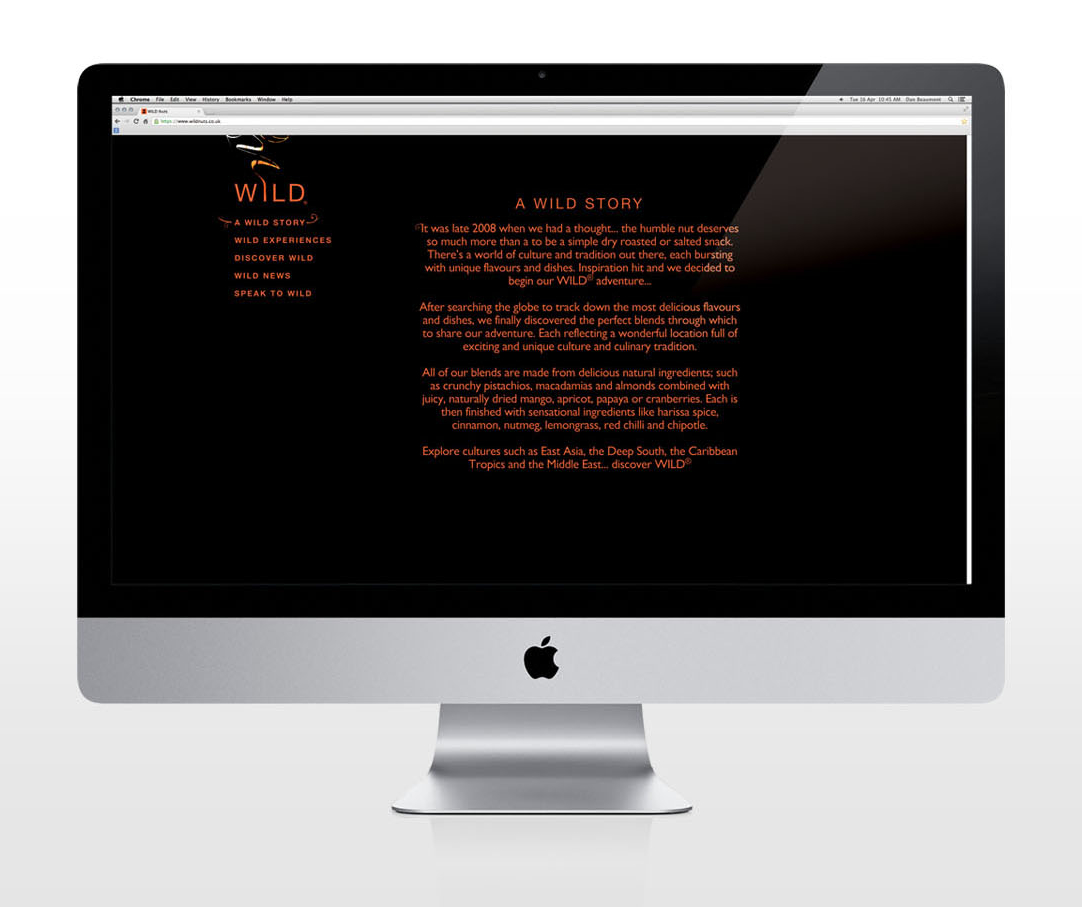 Chrome File Edit View History Bookmarks Window Help
Tue 16 Apr 10:45 AM Dan Beaumont
WILD Nuts
https://www.wildnuts.co.uk
WILD®
A WILD STORY
WILD EXPERIENCES
DISCOVER WILD
WILD NEWS
SPEAK TO WILD
A WILD STORY
It was late 2008 when we had a thought... the humble nut deserves
so much more than a to be a simple dry roasted or salted snack.
There's a world of culture and tradition out there, each bursting
with unique flavours and dishes. Inspiration hit and we decided to
begin our WILD® adventure...
After searching the globe to track down the most delicious flavours
and dishes, we finally discovered the perfect blends through which
to share our adventure. Each reflecting a wonderful location full of
exciting and unique culture and culinary tradition.
All of our blends are made from delicious natural ingredients; such
as crunchy pistachios, macadamias and almonds combined with
juicy, naturally dried mango, apricot, papaya or cranberries. Each is
then finished with sensational ingredients like harissa spice,
cinnamon, nutmeg, lemongrass, red chilli and chipotle.
Explore cultures such as East Asia, the Deep South, the Caribbean
Tropics and the Middle East... discover WILD®